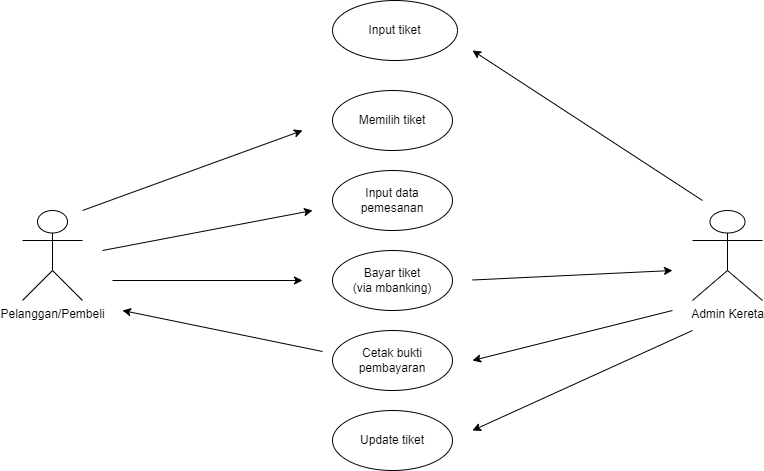 Input tiket
Memilih tiket
Input data
pemesanan
Bayar tiket
(via mbanking)
Pelanggan/Pembeli
Admin Kereta
Cetak bukti
pembayaran
Update tiket